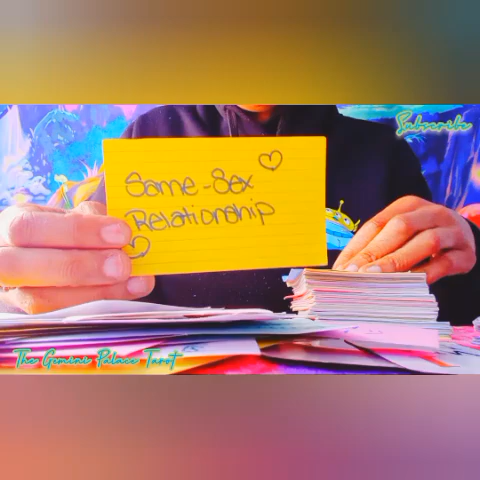 Subscribe
Same-Sex
Relationship
The Gemini Palace Tarot